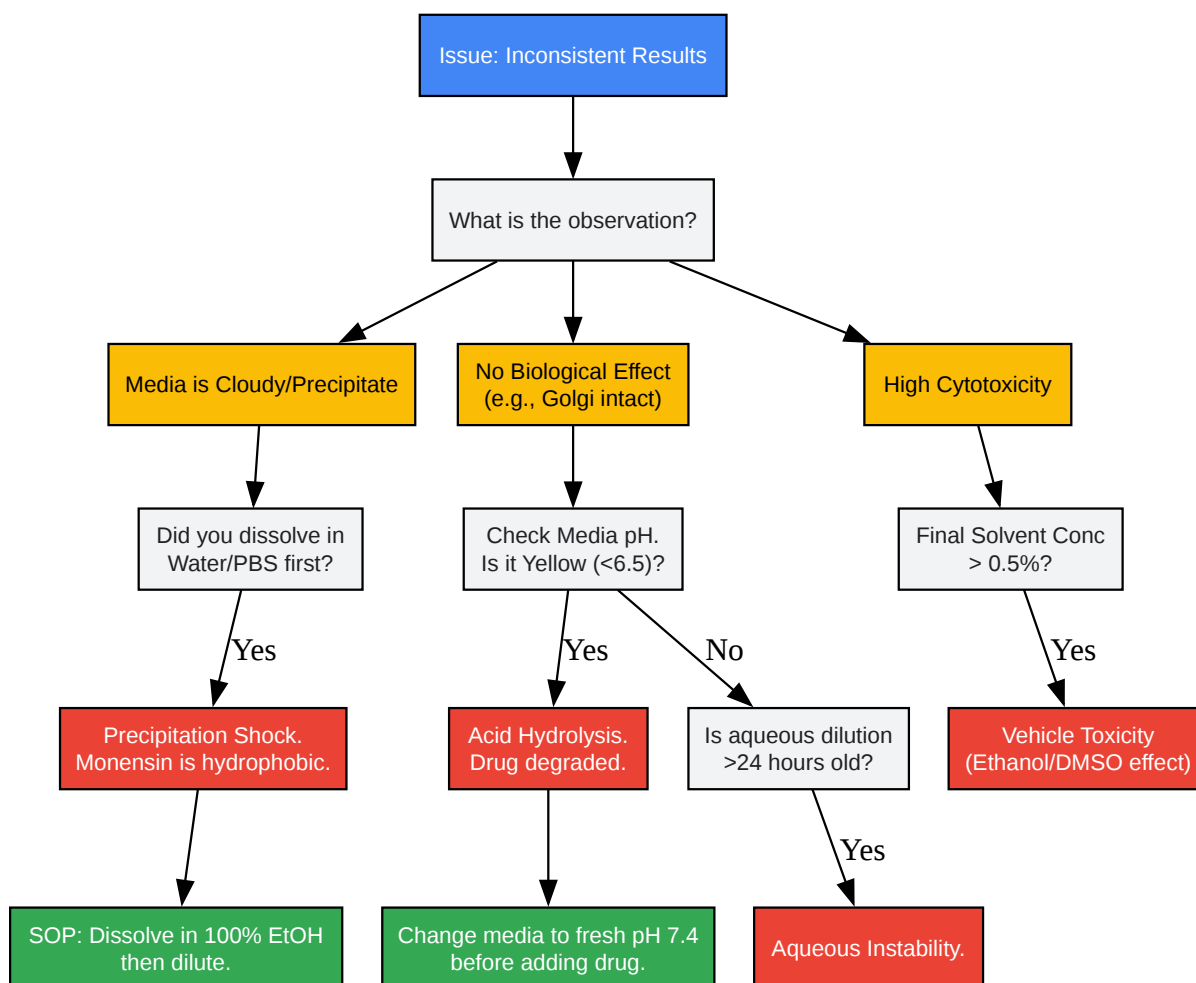 Issue: Inconsistent Results
What is the observation?
Media is Cloudy/Precipitate
No Biological Effect
(e.g., Golgi intact)
High Cytotoxicity
Did you dissolve in
Water/PBS first?
Check Media pH.
Is it Yellow (<6.5)?
Final Solvent Conc
> 0.5%?
Yes
Yes
No
Yes
Precipitation Shock.
Monensin is hydrophobic.
Acid Hydrolysis.
Drug degraded.
Is aqueous dilution
>24 hours old?
Vehicle Toxicity
(Ethanol/DMSO effect)
Yes
SOP: Dissolve in 100% EtOH
then dilute.
Change media to fresh pH 7.4
before adding drug.
Aqueous Instability.